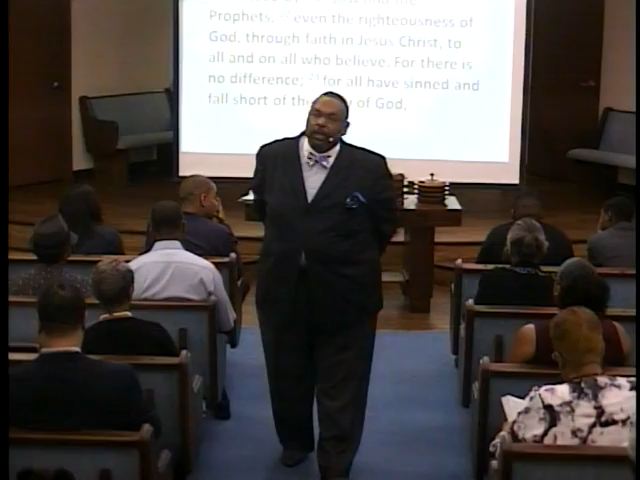 Prophets, even the righteousness of
God, through faith in Jesus Christ, to
all and on all who believe. For there is
no difference; for all have sinned and
fall short of the of God,